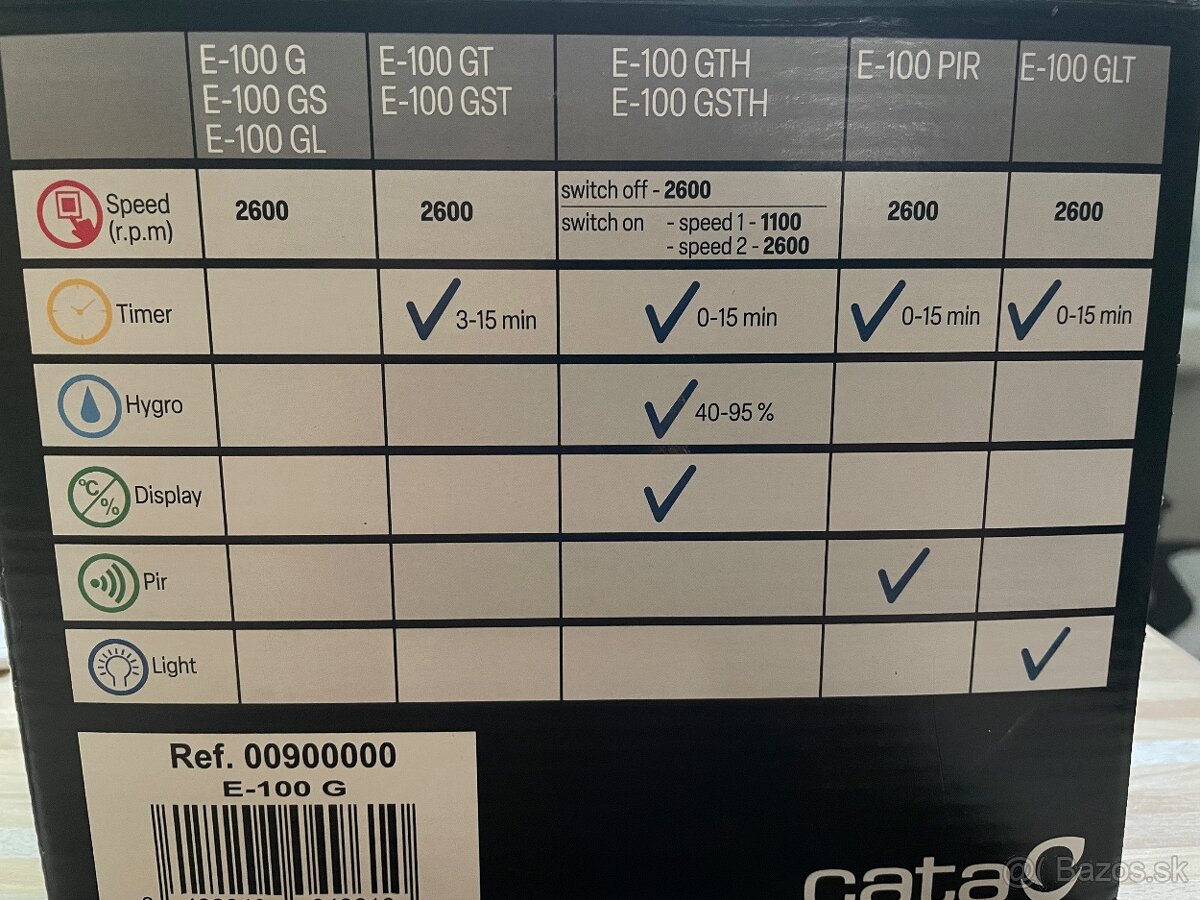 E-100 G
E-100 GS
E-100 GL
E-100 GT
E-100 GST
E-100 GTH
E-100 GSTH
E-100 PIR
E-100 GLT
Speed
(r.p.m)
2600
2600
switch off - 2600
switch on - speed 1 - 1100
- speed 2 - 2600
2600
2600
Timer
3-15 min
0-15 min
0-15 min
0-15 min
Hygro
40-95 %
°C
%
Display
Pir
Light
Ref. 00900000
E-100 G
cata
@ Bazos.sk